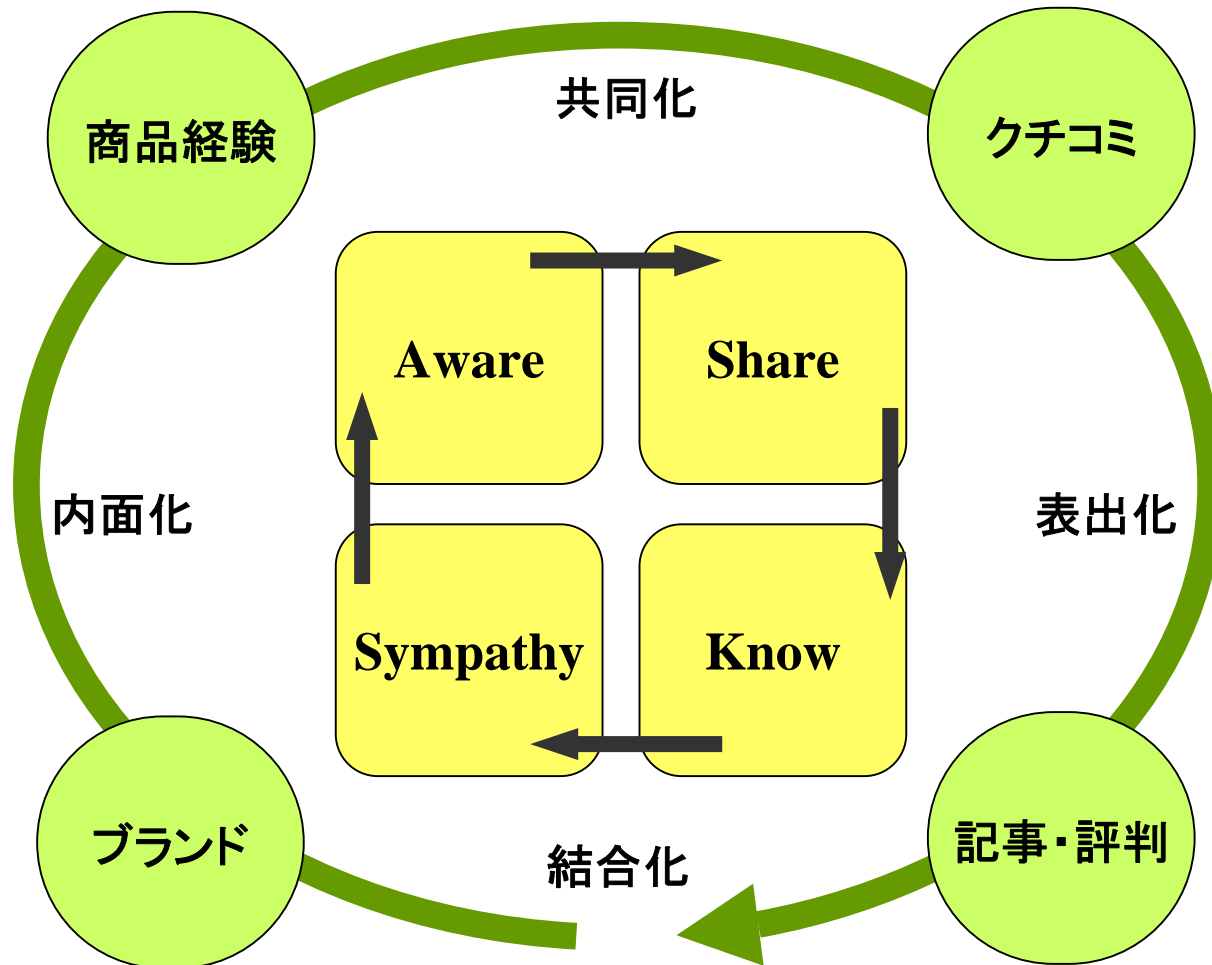 共同化
商品経験
クチコミ
Aware
Share
内面化
表出化
Sympathy
Know
ブランド
記事・評判
結合化